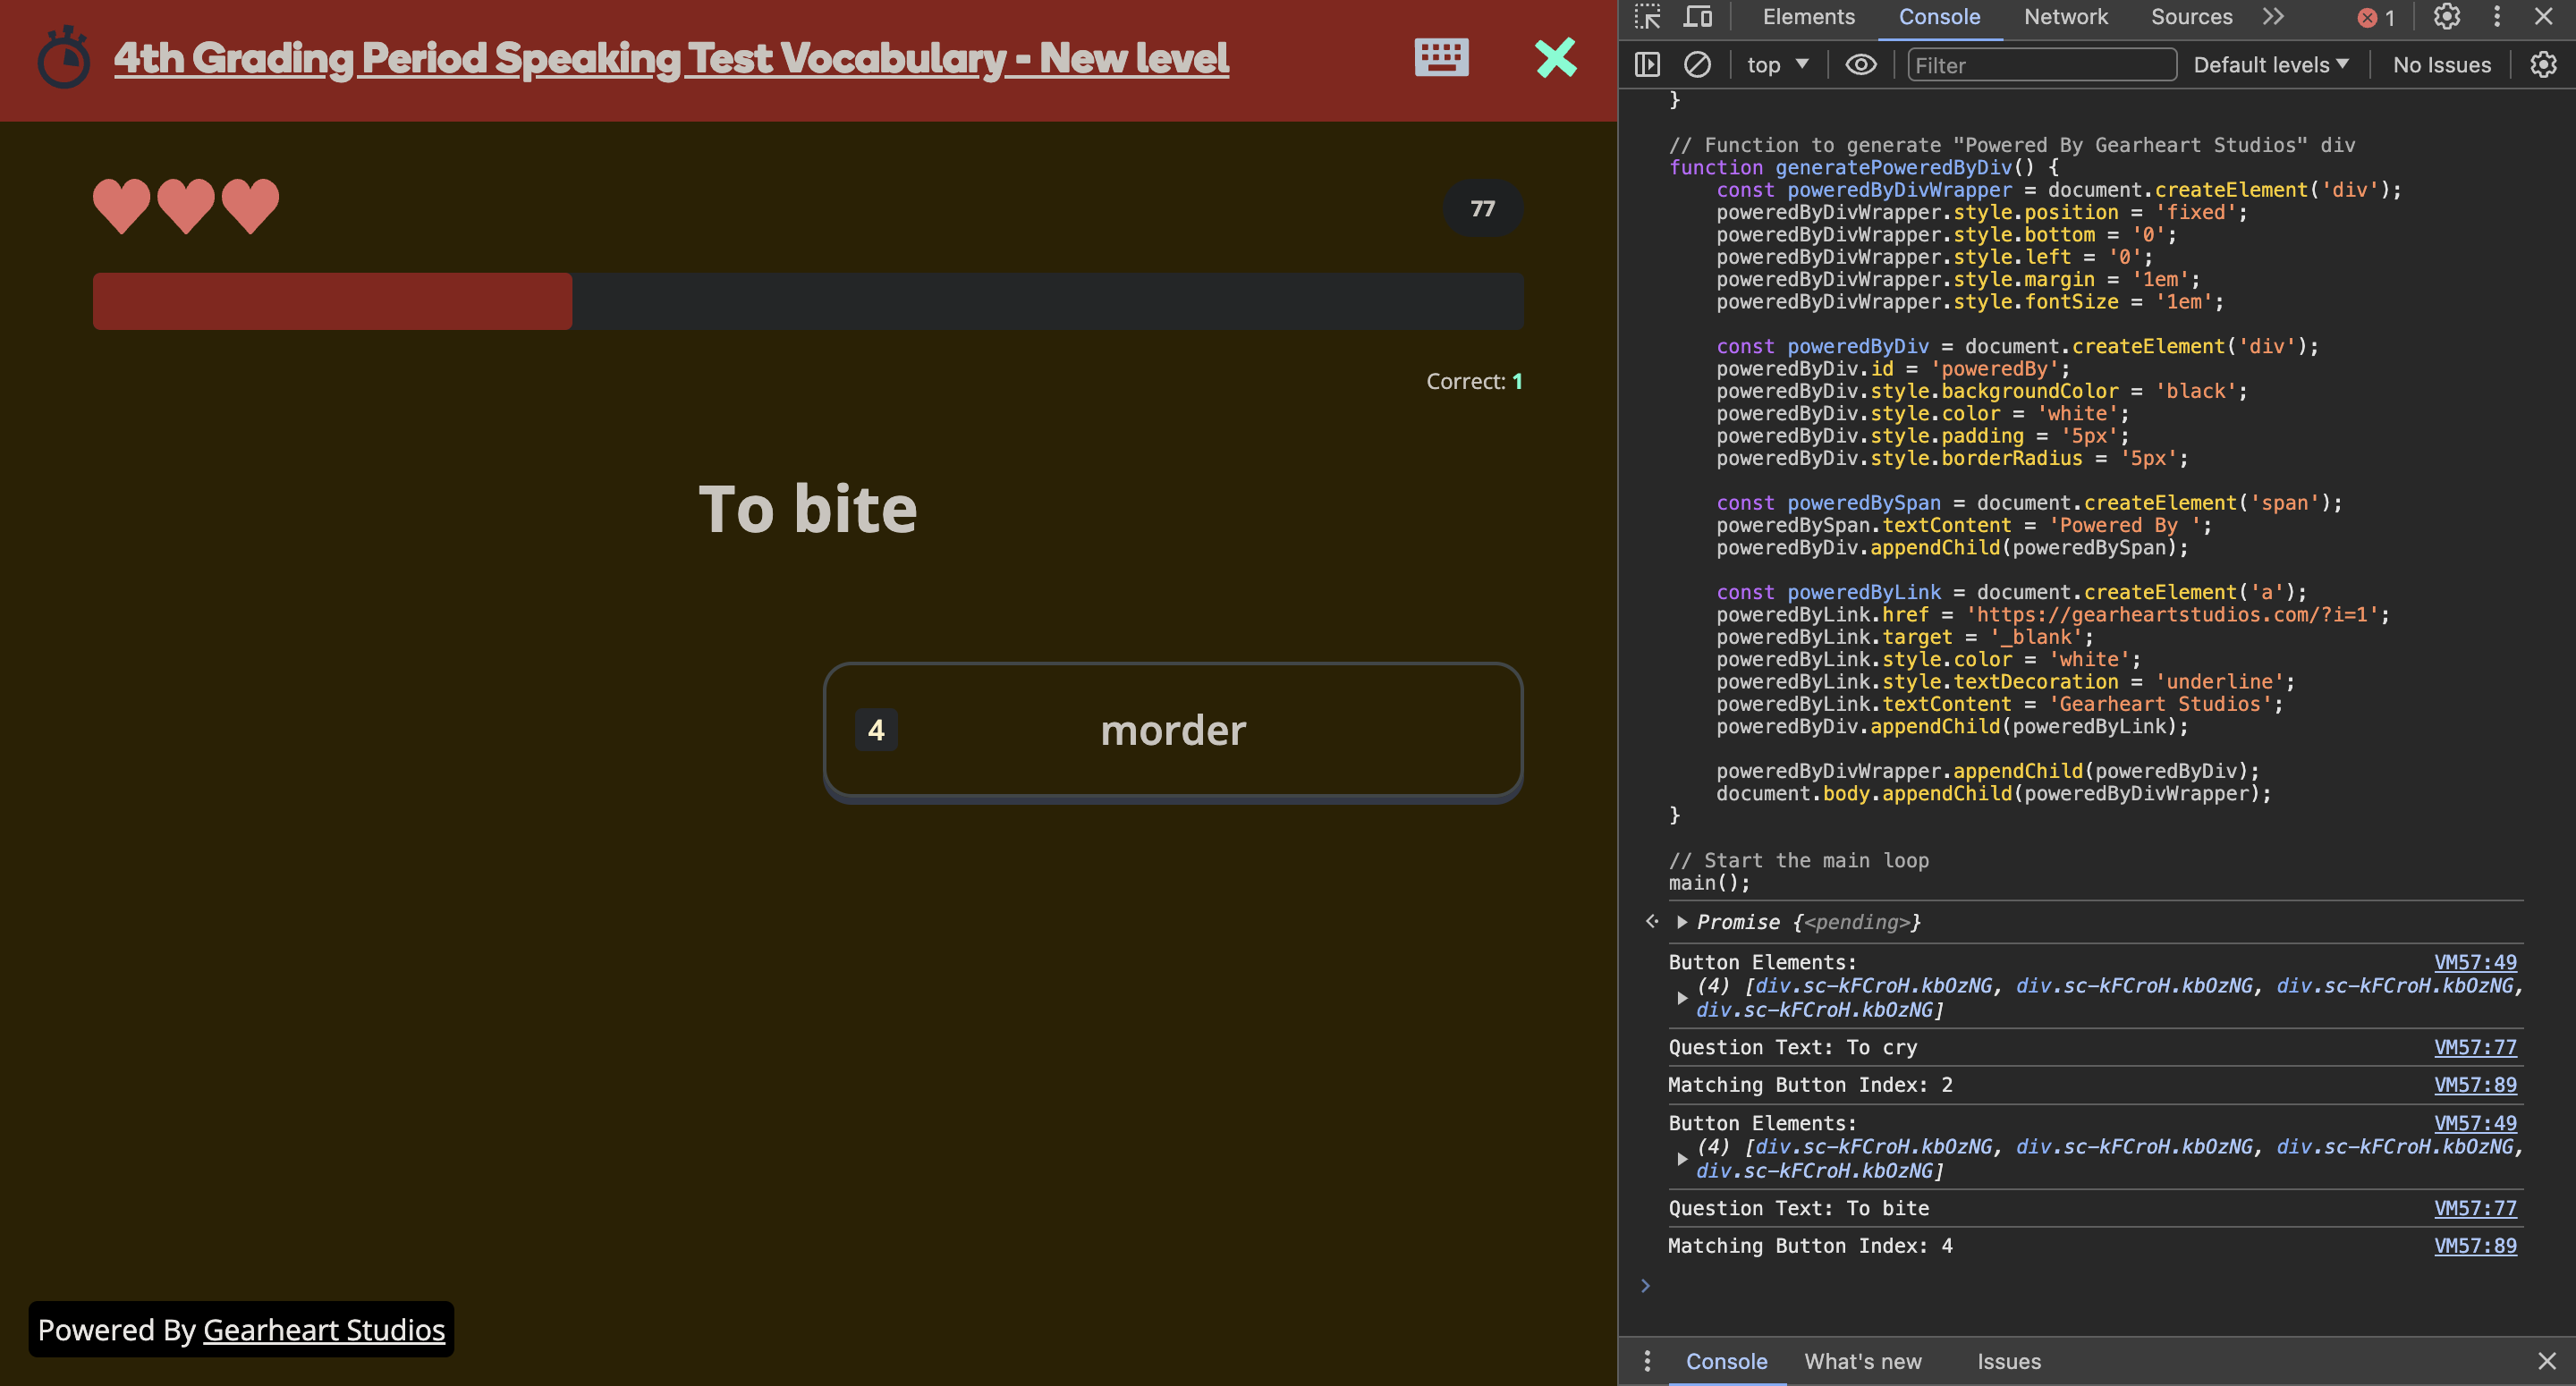 4th Grading Period Speaking Test Vocabulary - New level
77
Correct: 1
To bite
4 morder
Powered By Gearheart Studios
Elements Console Network Sources 1
top Filter Default levels No Issues
}
// Function to generate "Powered By Gearheart Studios" div
function generatePoweredByDiv() {
const poweredByDivWrapper = document.createElement('div');
poweredByDivWrapper.style.position = 'fixed';
poweredByDivWrapper.style.bottom = '0';
poweredByDivWrapper.style.left = '0';
poweredByDivWrapper.style.margin = '1em';
poweredByDivWrapper.style.fontSize = '1em';
const poweredByDiv = document.createElement('div');
poweredByDiv.id = 'poweredBy';
poweredByDiv.style.backgroundColor = 'black';
poweredByDiv.style.color = 'white';
poweredByDiv.style.padding = '5px';
poweredByDiv.style.borderRadius = '5px';
const poweredBySpan = document.createElement('span');
poweredBySpan.textContent = 'Powered By ';
poweredByDiv.appendChild(poweredBySpan);
const poweredByLink = document.createElement('a');
poweredByLink.href = 'https://gearheartstudios.com/?i=1';
poweredByLink.target = '_blank';
poweredByLink.style.color = 'white';
poweredByLink.style.textDecoration = 'underline';
poweredByLink.textContent = 'Gearheart Studios';
poweredByDiv.appendChild(poweredByLink);
poweredByDivWrapper.appendChild(poweredByDiv);
document.body.appendChild(poweredByDivWrapper);
}
// Start the main loop
main();
Promise {<pending>}
Button Elements: VM57:49
(4) [div.sc-kFCroH.kbOzNG, div.sc-kFCroH.kbOzNG, div.sc-kFCroH.kbOzNG,
div.sc-kFCroH.kbOzNG]
Question Text: To cry VM57:77
Matching Button Index: 2 VM57:89
Button Elements: VM57:49
(4) [div.sc-kFCroH.kbOzNG, div.sc-kFCroH.kbOzNG, div.sc-kFCroH.kbOzNG,
div.sc-kFCroH.kbOzNG]
Question Text: To bite VM57:77
Matching Button Index: 4 VM57:89
Console What's new Issues